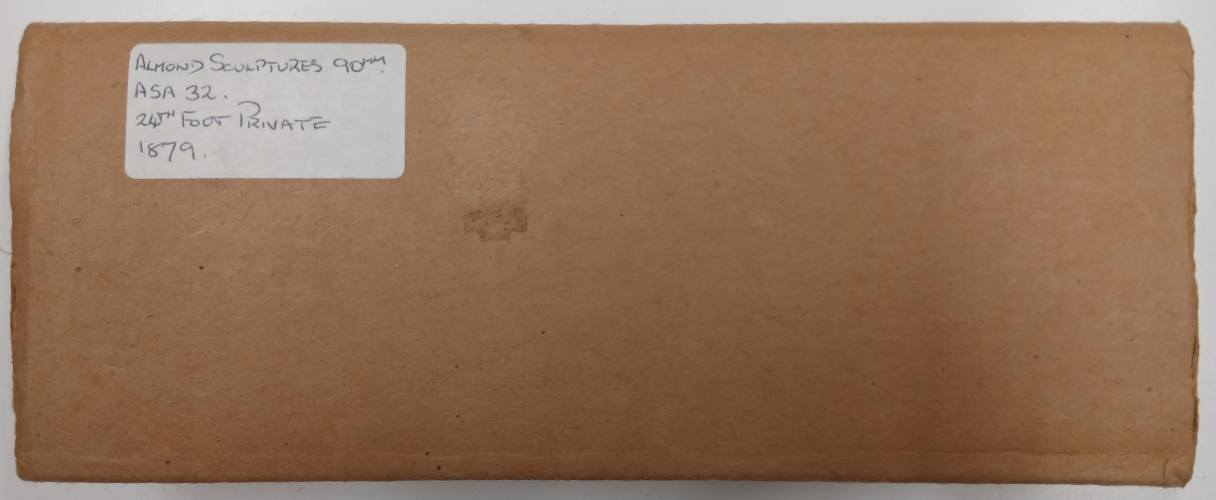 ALMOND SCULPTURES 90MM.
ASA 32.
24TH FOOT PRIVATE
1879.